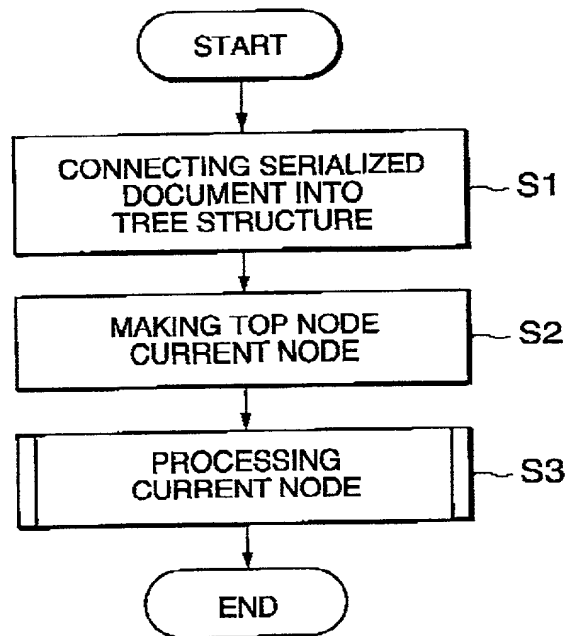 START
CONNECTING SERIALIZED
DOCUMENT INTO
TREE STRUCTURE
S1
MAKING TOP NODE
CURRENT NODE
S2
PROCESSING
CURRENT NODE
S3
END